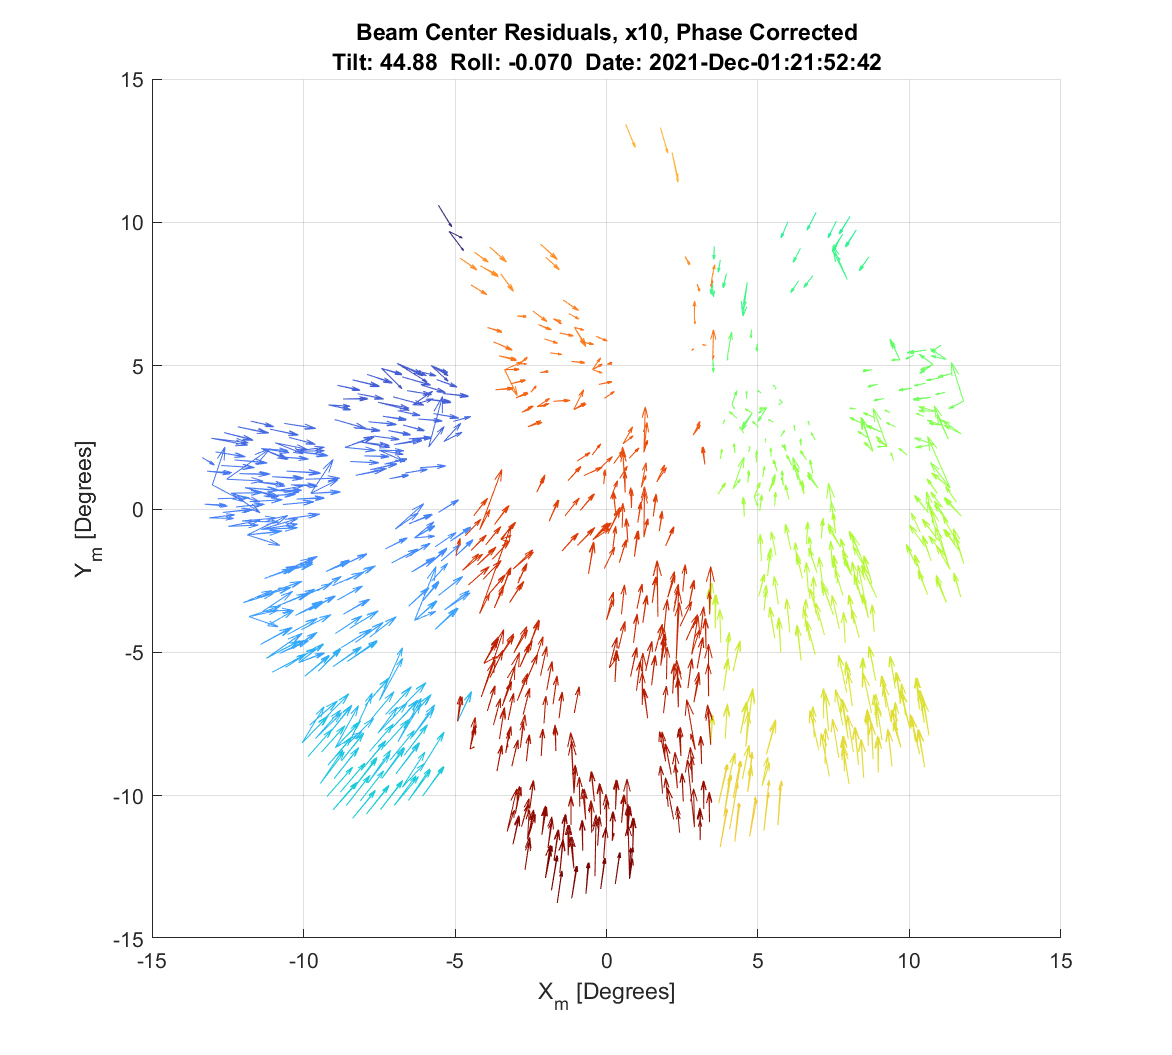 Beam Center Residuals, x10, Phase Corrected
Tilt: 44.88 Roll: -0.070 Date: 2021-Dec-01:21:52:42
15
10
5
0
-5
-10
-15
Y_m [Degrees]
-15 -10 -5 0 5 10 15
X_m [Degrees]